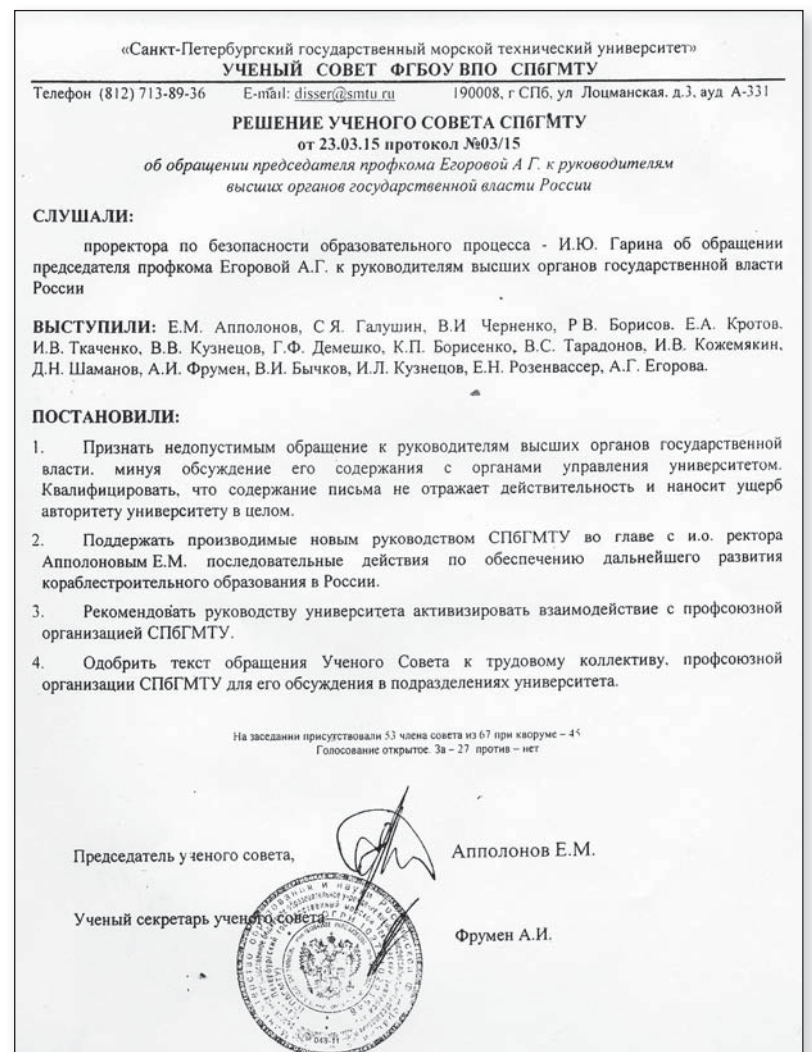 «Санкт-Петербургский государственный морской технический университет»
УЧЕНЫЙ СОВЕТ ФГБОУ ВПО СПбГМТУ
Телефон (812) 713-89-36 E-mail: disser@smtu ru 190008, г СПб, ул Лоцманская. д.3, ауд А-331
РЕШЕНИЕ УЧЕНОГО СОВЕТА СПбГМТУ
от 23.03.15 протокол №03/15
об обращении председателя профкома Егоровой А Г. к руководителям
высших органов государственной власти России
СЛУШАЛИ:
проректора по безопасности образовательного процесса - И.Ю. Гарина об обращении
председателя профкома Егоровой А.Г. к руководителям высших органов государственной власти
России
ВЫСТУПИЛИ: Е.М. Апполонов, С Я. Галушин, В.И Черненко, Р В. Борисов. Е.А. Кротов.
И.В. Ткаченко, В.В. Кузнецов, Г.Ф. Демешко, К.П. Борисенко, В.С. Тарадонов, И.В. Кожемякин,
Д.Н. Шаманов, А.И. Фрумен, В.И. Бычков, И.Л. Кузнецов, Е.Н. Розенвассер, А.Г. Егорова.
ПОСТАНОВИЛИ:
1. Признать недопустимым обращение к руководителям высших органов государственной
власти. минуя обсуждение его содержания с органами управления университетом.
Квалифицировать, что содержание письма не отражает действительность и наносит ущерб
авторитету университету в целом.
2. Поддержать производимые новым руководством СПбГМТУ во главе с и.о. ректора
Апполоновым Е.М. последовательные действия по обеспечению дальнейшего развития
кораблестроительного образования в России.
3. Рекомендовать руководству университета активизировать взаимодействие с профсоюзной
организацией СПбГМТУ.
4. Одобрить текст обращения Ученого Совета к трудовому коллективу. профсоюзной
организации СПбГМТУ для его обсуждения в подразделениях университета.
На заседании присутствовали 53 члена совета из 67 при кворуме – 45
Голосование открытое. За – 27 против – нет
Председатель ученого совета, Апполонов Е.М.
Ученый секретарь ученого совета
Фрумен А.И.